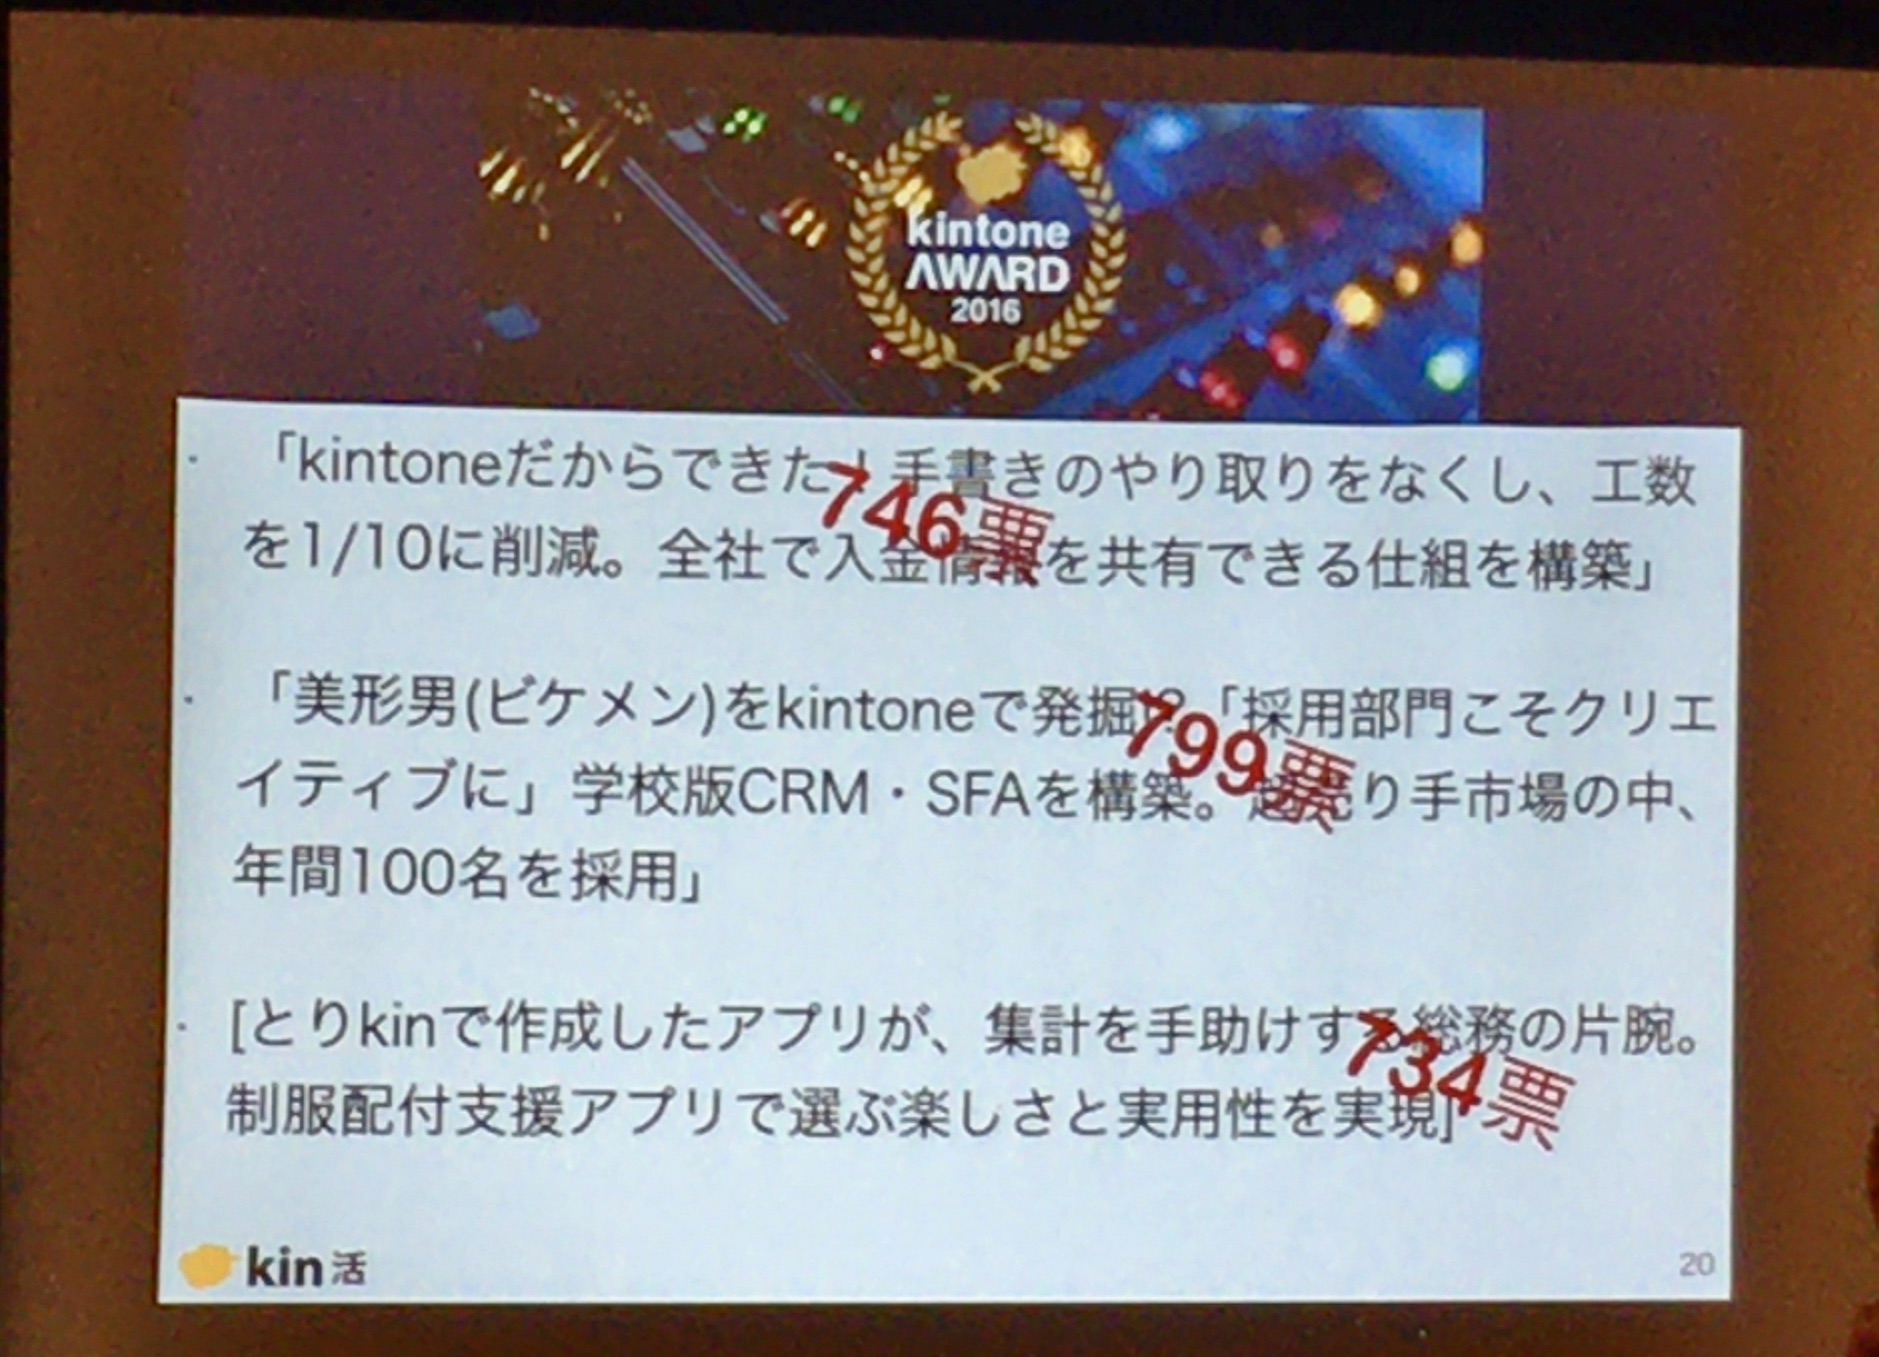 kintone
AWARD
2016
・「kintoneだからできた！手書きのやり取りをなくし、工数
を1/10に削減。全社で入金情報を共有できる仕組を構築」
746票
・「美形男(ビケメン)をkintoneで発掘!?「採用部門こそクリエ
イティブに」学校版CRM・SFAを構築。超売り手市場の中、
年間100名を採用」
799票
・[とりkinで作成したアプリが、集計を手助けする総務の片腕。
制服配付支援アプリで選ぶ楽しさと実用性を実現]
734票
kin活
20